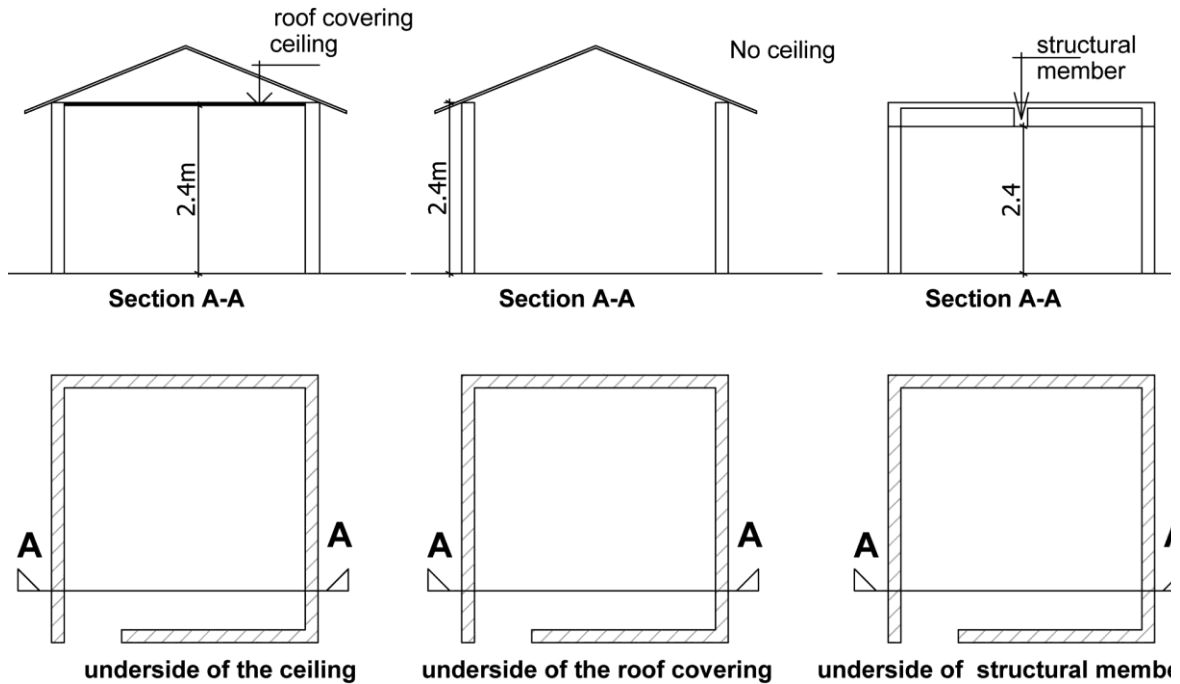 roof covering
ceiling
2.4m
Section A-A
No ceiling
2.4m
Section A-A
structural
member
2.4
Section A-A
A
A
underside of the ceiling
A
A
underside of the roof covering
A
A
underside of structural membe